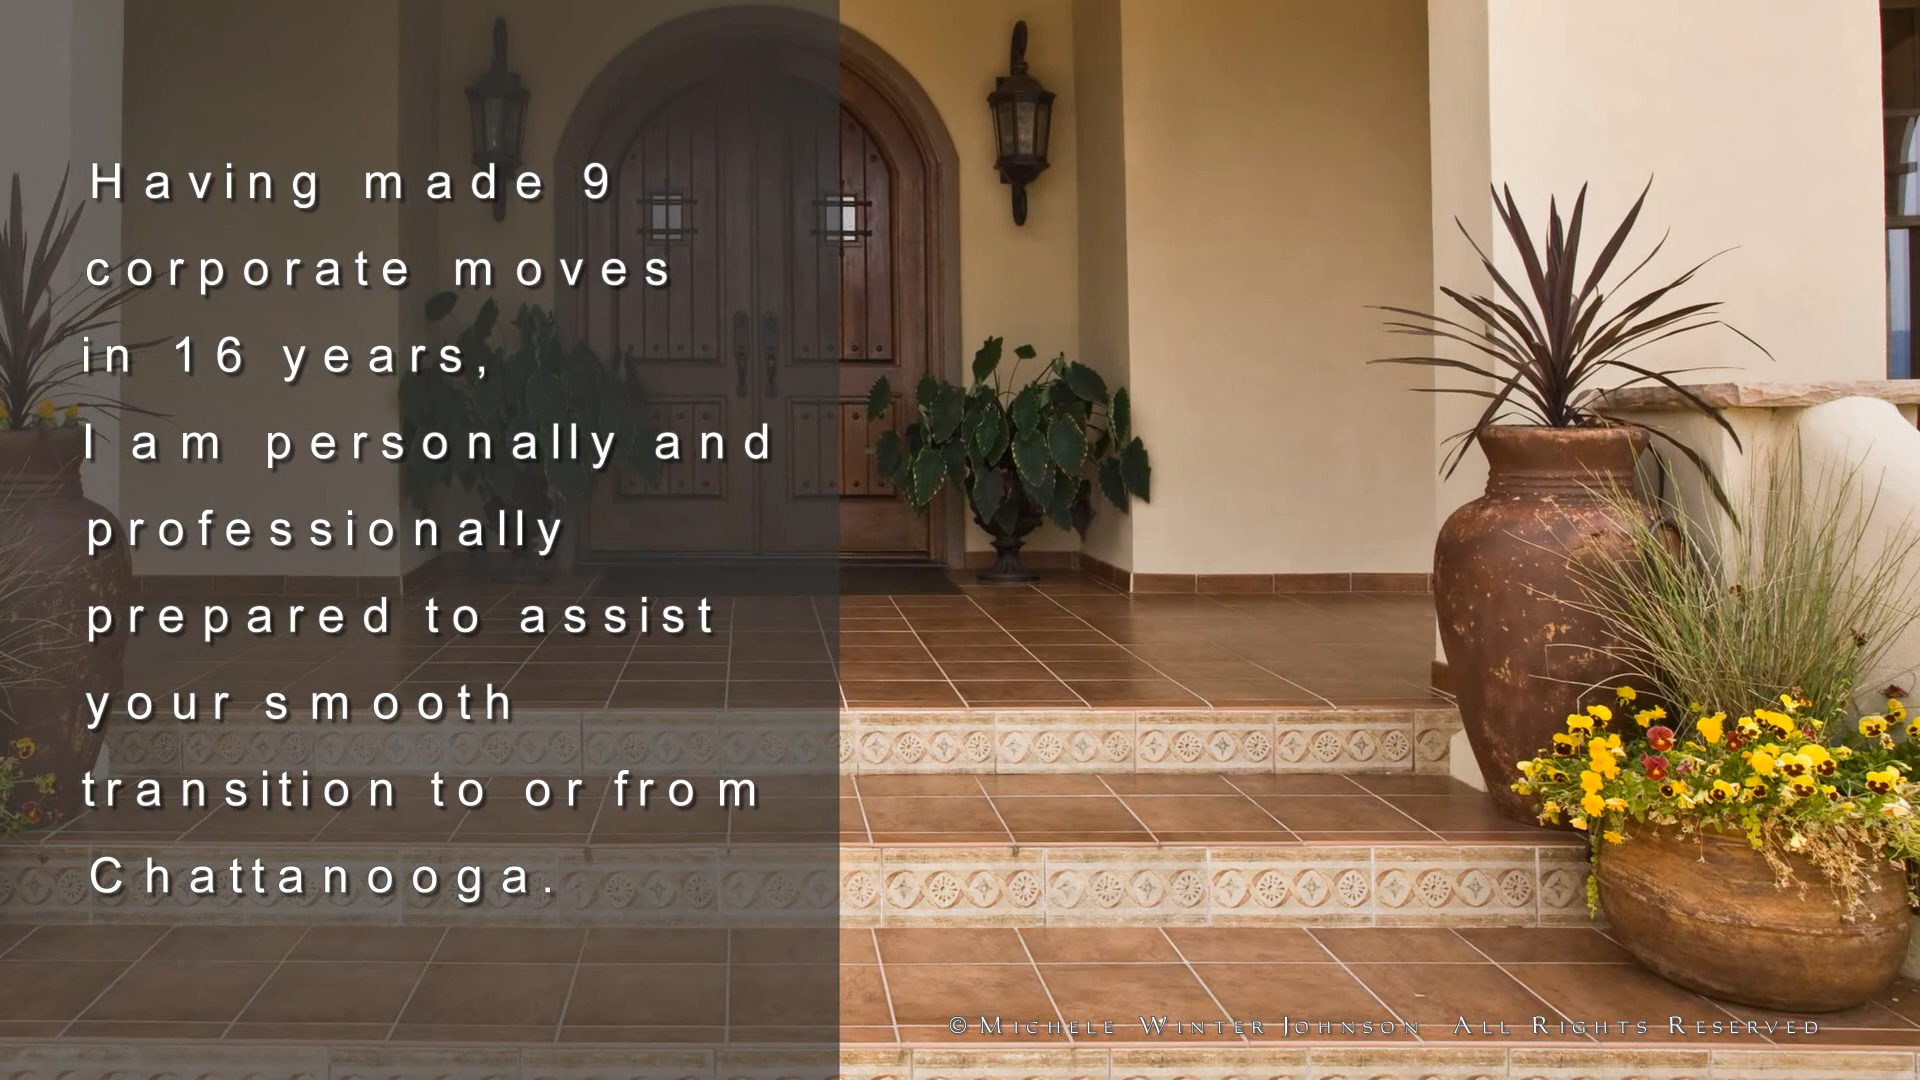 Having made 9
corporate moves
in 16 years,
I am personally and
professionally
prepared to assist
your smooth
transition to or from
Chattanooga.
© Michele Winter Johnson All Rights Reserved